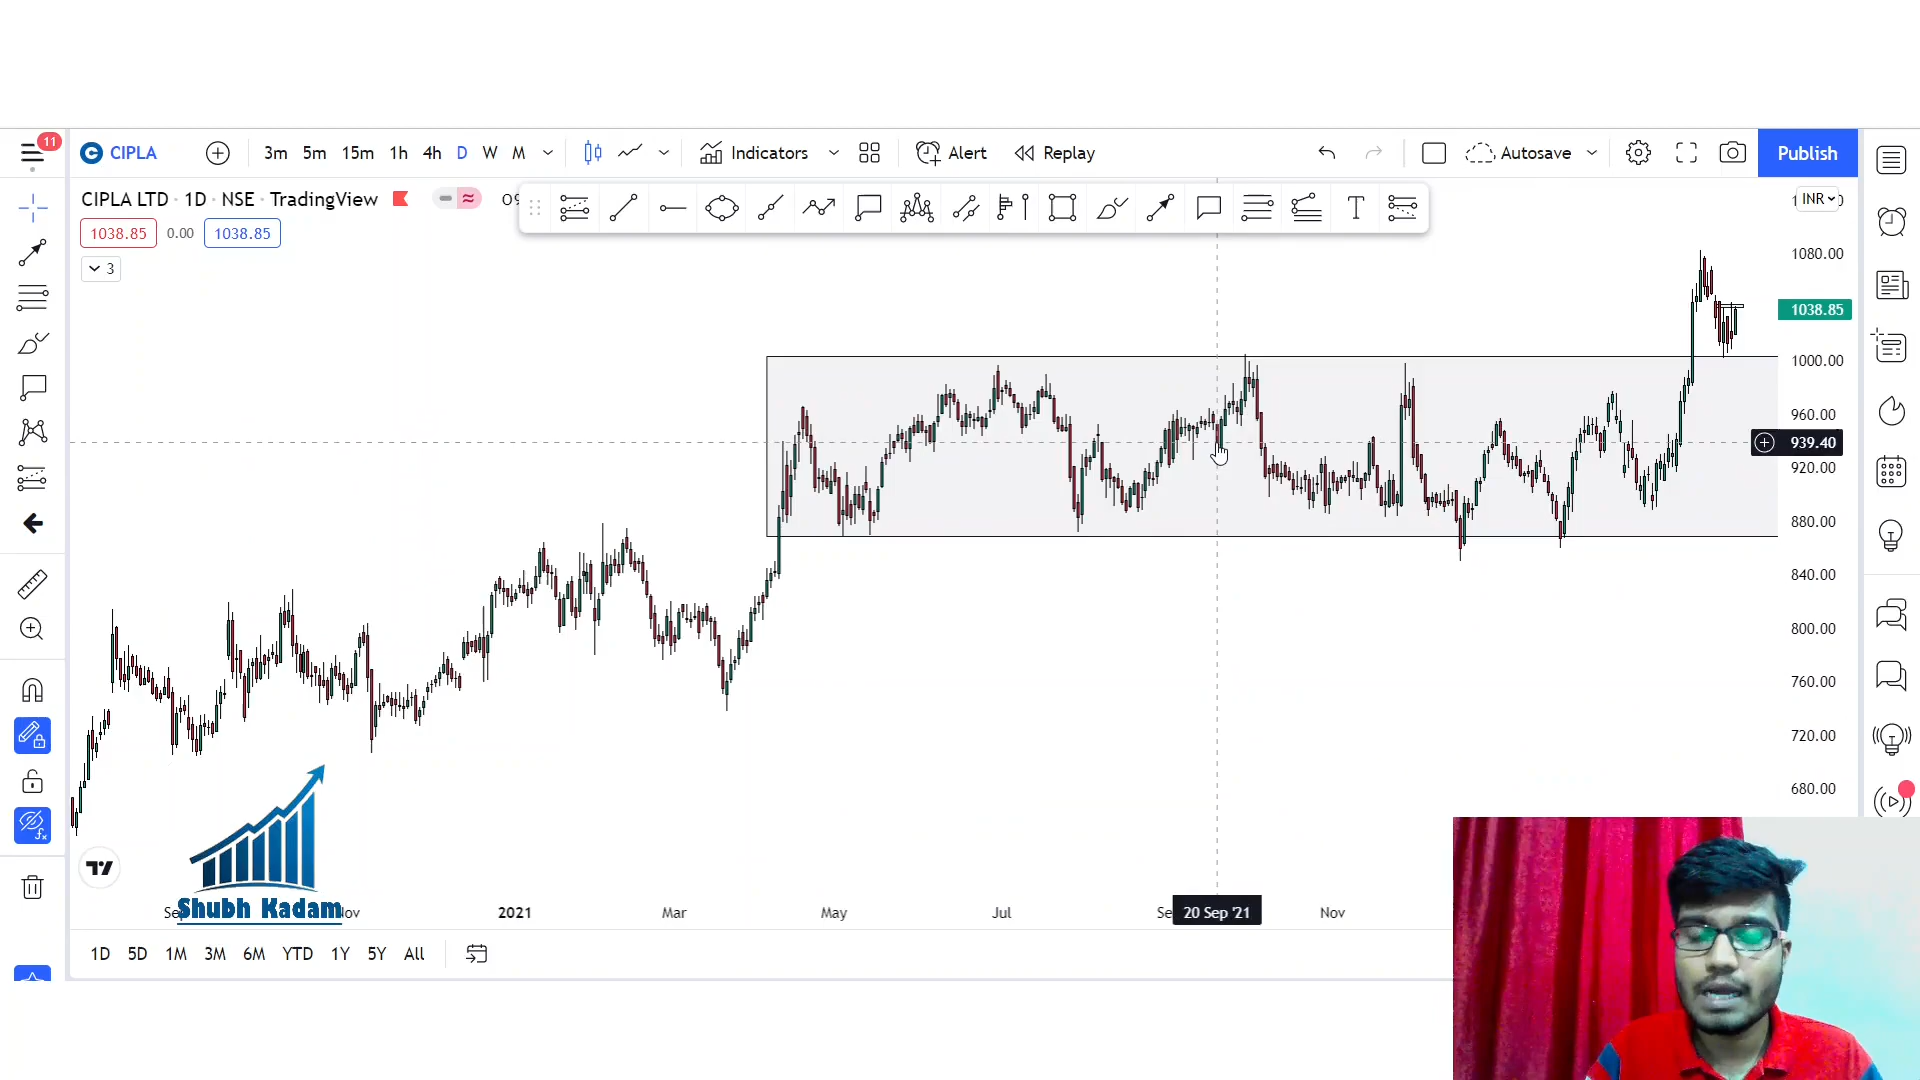 11
CIPLA
3m 5m 15m 1h 4h D W M
Indicators
Alert
Replay
Autosave
Publish
CIPLA LTD · 1D · NSE · TradingView
INR
1038.85 0.00 1038.85
3
T
1080.00
1038.85
1000.00
960.00
939.40
920.00
880.00
840.00
800.00
760.00
720.00
680.00
Shubh Kadam
2021 Mar May Jul 20 Sep '21 Nov
1D 5D 1M 3M 6M YTD 1Y 5Y All